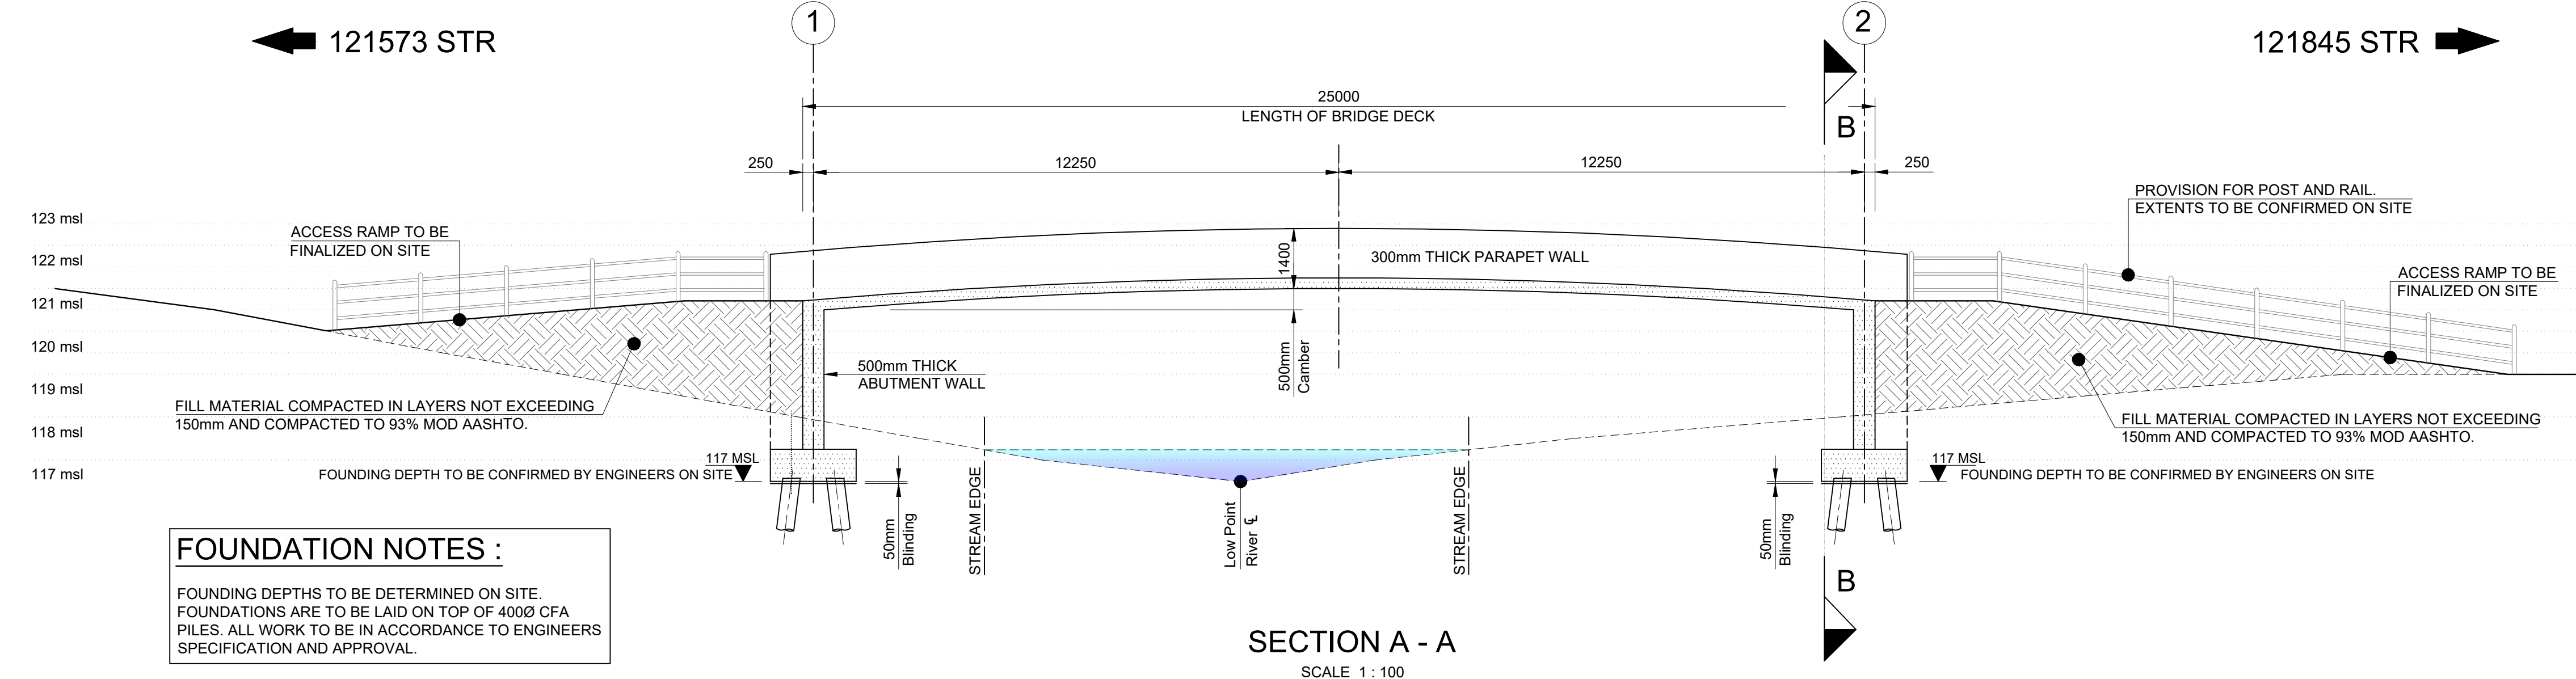 1
2
121573 STR
121845 STR
25000
LENGTH OF BRIDGE DECK
B
250
12250
12250
250
PROVISION FOR POST AND RAIL.
EXTENTS TO BE CONFIRMED ON SITE
123 msl
122 msl
121 msl
120 msl
119 msl
118 msl
117 msl
ACCESS RAMP TO BE
FINALIZED ON SITE
1400
300mm THICK PARAPET WALL
ACCESS RAMP TO BE
FINALIZED ON SITE
500mm
Camber
500mm THICK
ABUTMENT WALL
FILL MATERIAL COMPACTED IN LAYERS NOT EXCEEDING
150mm AND COMPACTED TO 93% MOD AASHTO.
FILL MATERIAL COMPACTED IN LAYERS NOT EXCEEDING
150mm AND COMPACTED TO 93% MOD AASHTO.
117 MSL
FOUNDING DEPTH TO BE CONFIRMED BY ENGINEERS ON SITE
117 MSL
FOUNDING DEPTH TO BE CONFIRMED BY ENGINEERS ON SITE
50mm
Blinding
STREAM EDGE
Low Point
River ℄
STREAM EDGE
50mm
Blinding
B
FOUNDATION NOTES :
FOUNDING DEPTHS TO BE DETERMINED ON SITE.
FOUNDATIONS ARE TO BE LAID ON TOP OF 400Ø CFA
PILES. ALL WORK TO BE IN ACCORDANCE TO ENGINEERS
SPECIFICATION AND APPROVAL.
SECTION A - A
SCALE 1 : 100